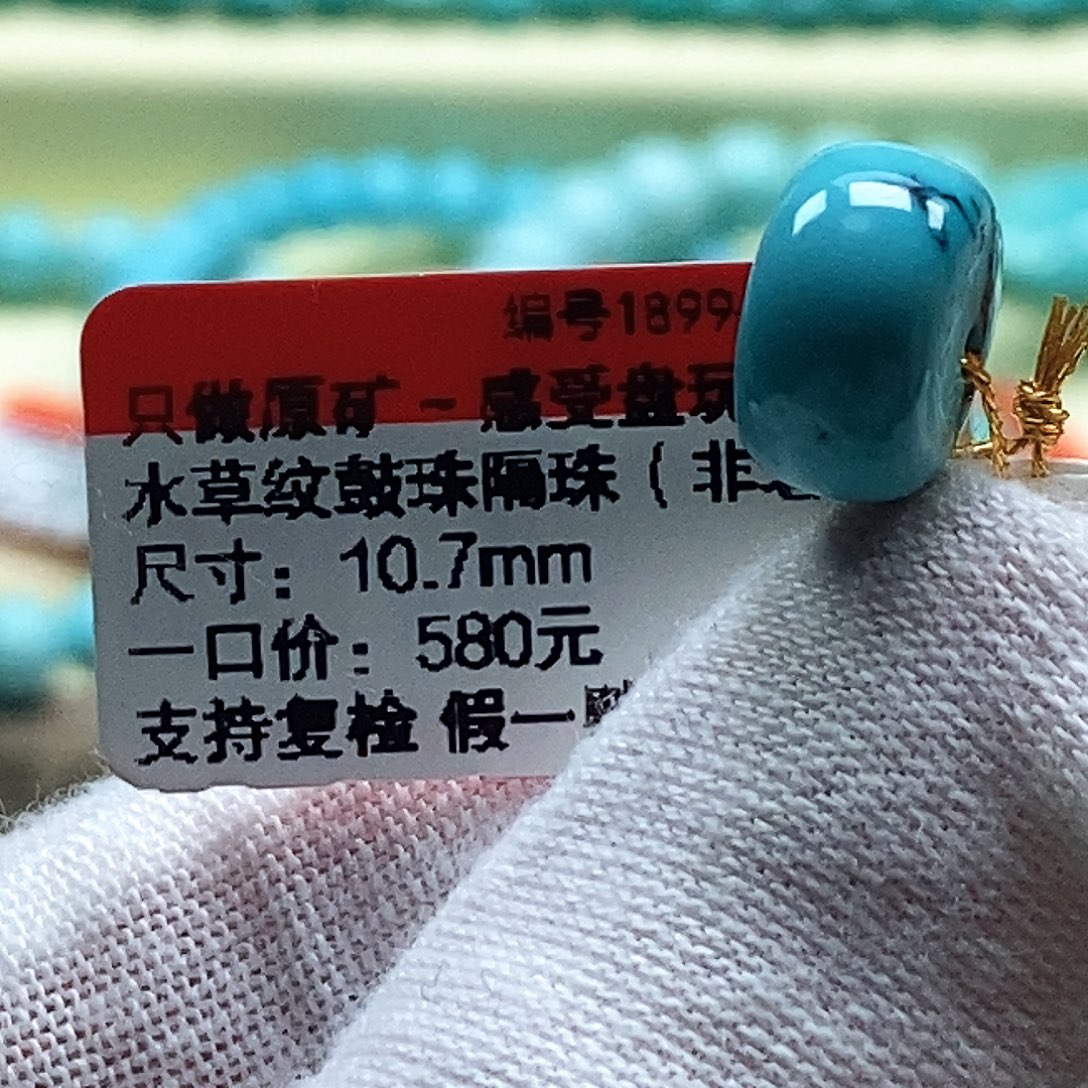 编号1899
只做原矿 ~ 感受盘玩
水草纹鼓珠隔珠 ( 非
尺寸: 10.7mm
一口价: 580元
支持复检 假一